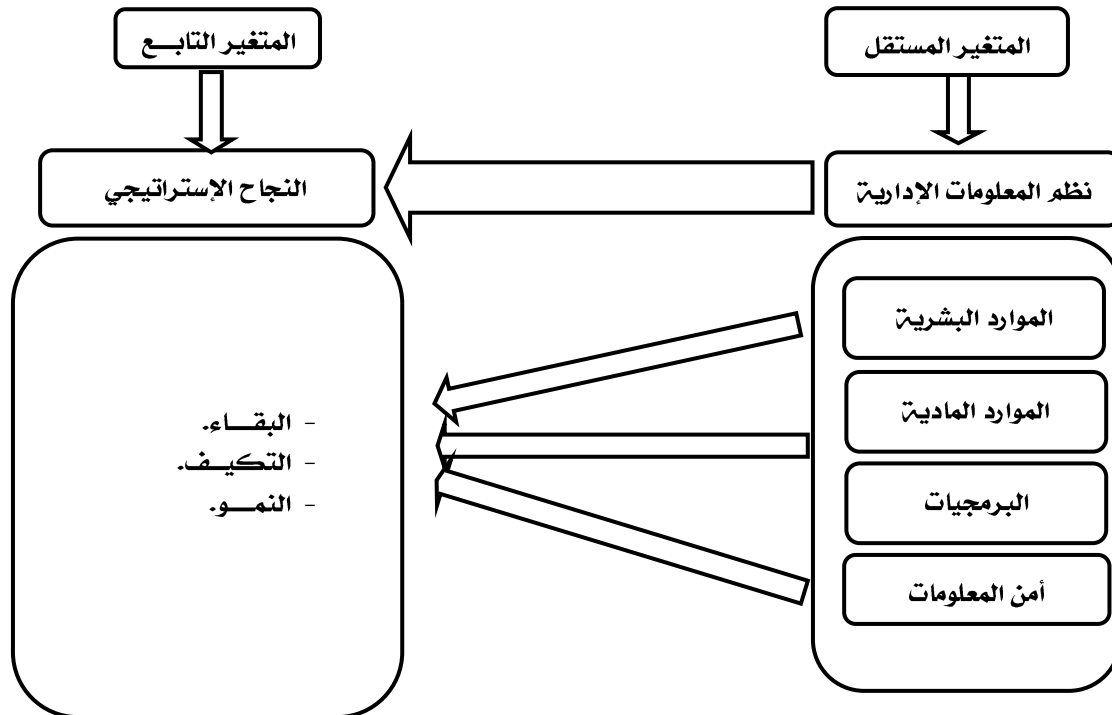 المتغير المستقل
المتغير التابـــع
نظم المعلومات الإدارية
النجاح الإستراتيجي
الموارد البشرية
الموارد المادية
البرمجيات
أمن المعلومات
- البقـــاء.
- التكيـــف.
- النمـــو.